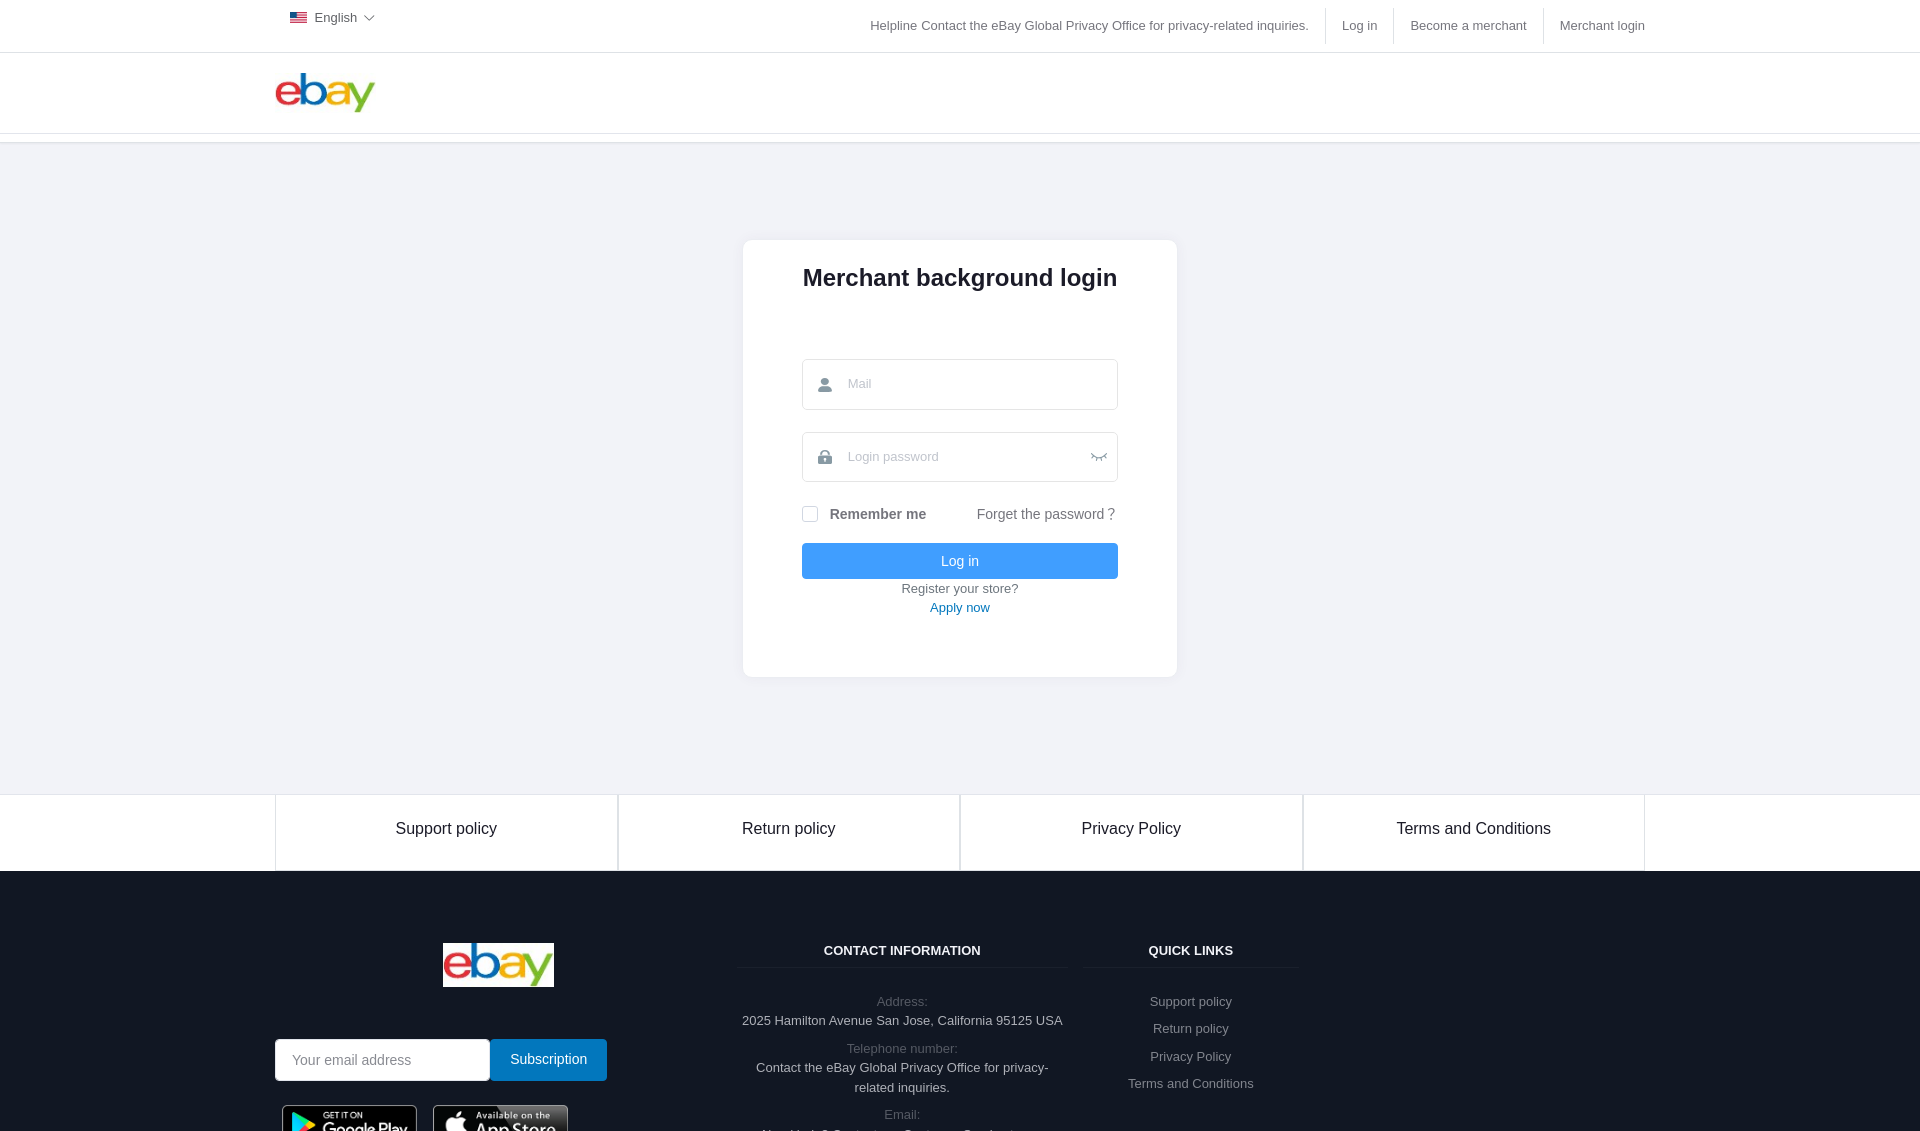 English
Helpline Contact the eBay Global Privacy Office for privacy-related inquiries.
Log in
Become a merchant
Merchant login
ebay
Merchant background login
Mail
Login password
Remember me
Forget the password？
Log in
Register your store?
Apply now
Support policy
Return policy
Privacy Policy
Terms and Conditions
ebay
CONTACT INFORMATION
QUICK LINKS
Address:
2025 Hamilton Avenue San Jose, California 95125 USA
Telephone number:
Contact the eBay Global Privacy Office for privacy-
related inquiries.
Email:
Support policy
Return policy
Privacy Policy
Terms and Conditions
Your email address
Subscription
GET IT ON
Google Play
Available on the
App Store